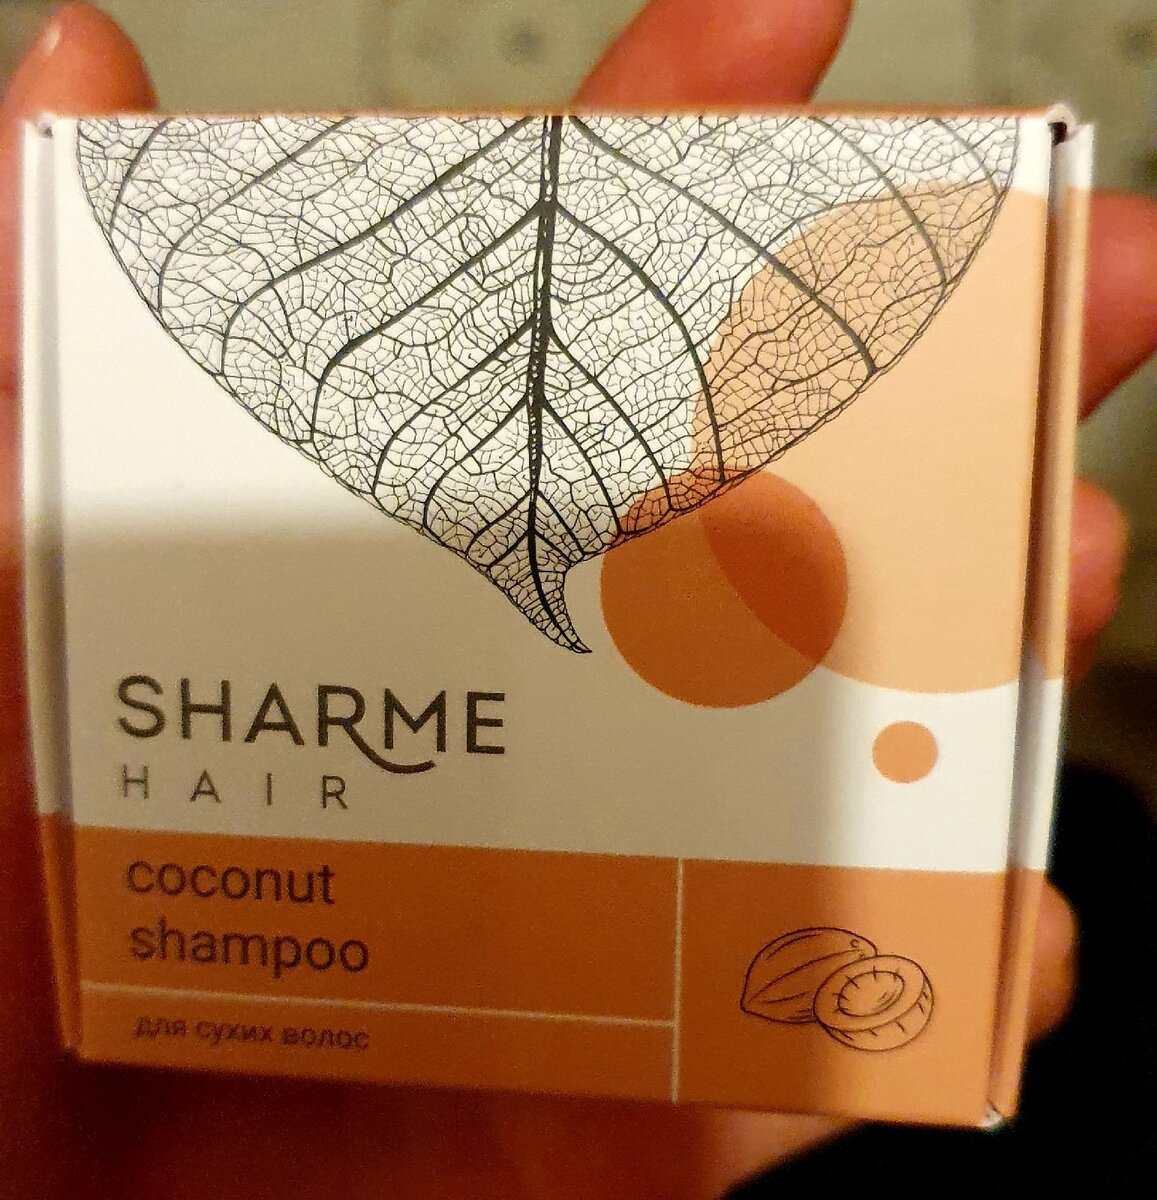 SHARME
HAIR
coconut
shampoo
для сухих волос